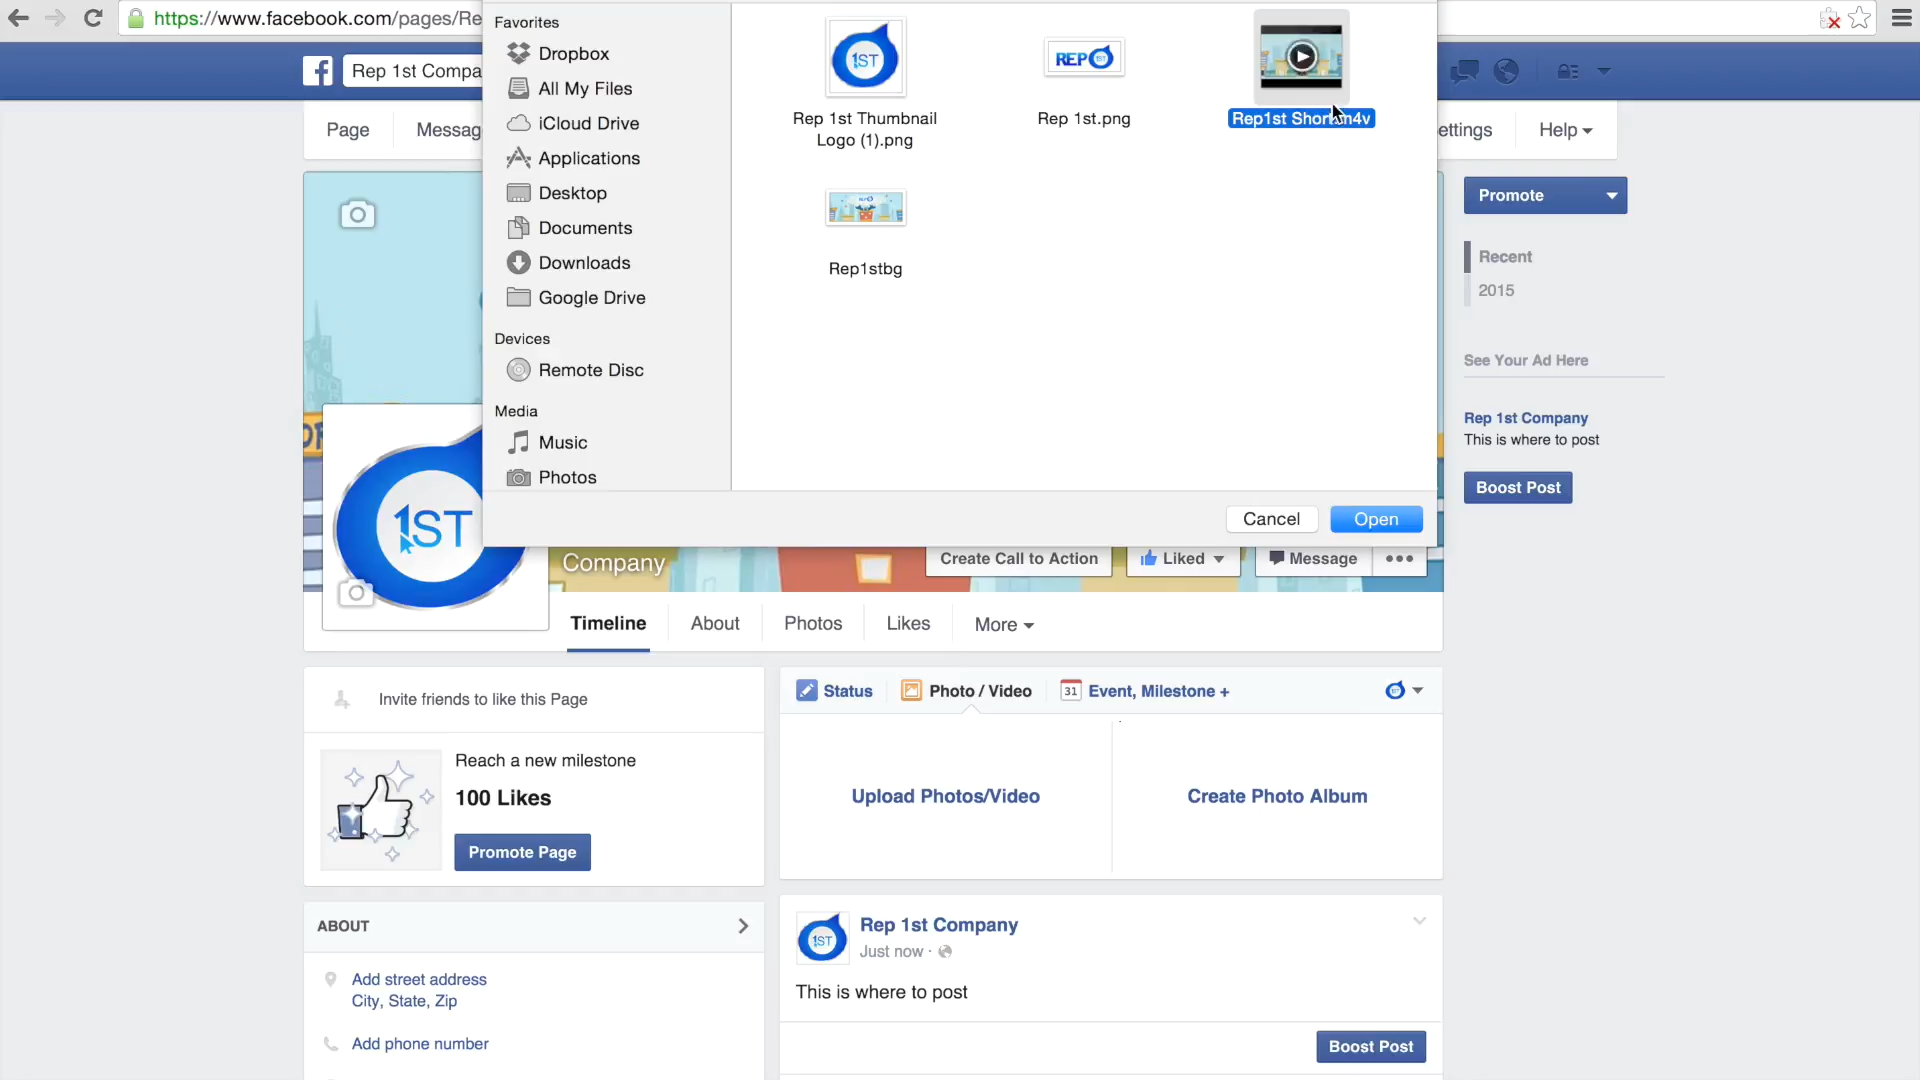 https://www.facebook.com/pages/Re
Rep 1st Compa
Page
Messag
ettings
Help
Favorites
Dropbox
All My Files
iCloud Drive
Applications
Desktop
Documents
Downloads
Google Drive
Devices
Remote Disc
Media
Music
Photos
1ST
Rep 1st Thumbnail
Logo (1).png
REP
Rep 1st.png
Rep1stbg
Cancel
Open
Promote
Recent
2015
See Your Ad Here
Rep 1st Company
This is where to post
Boost Post
1ST
Company
Create Call to Action
Liked
Message
Timeline
About
Photos
Likes
More
Invite friends to like this Page
Reach a new milestone
100 Likes
Promote Page
ABOUT
Add street address
City, State, Zip
Add phone number
Status
Photo / Video
31
Event, Milestone +
Upload Photos/Video
Create Photo Album
1ST
Rep 1st Company
Just now ·
This is where to post
Boost Post